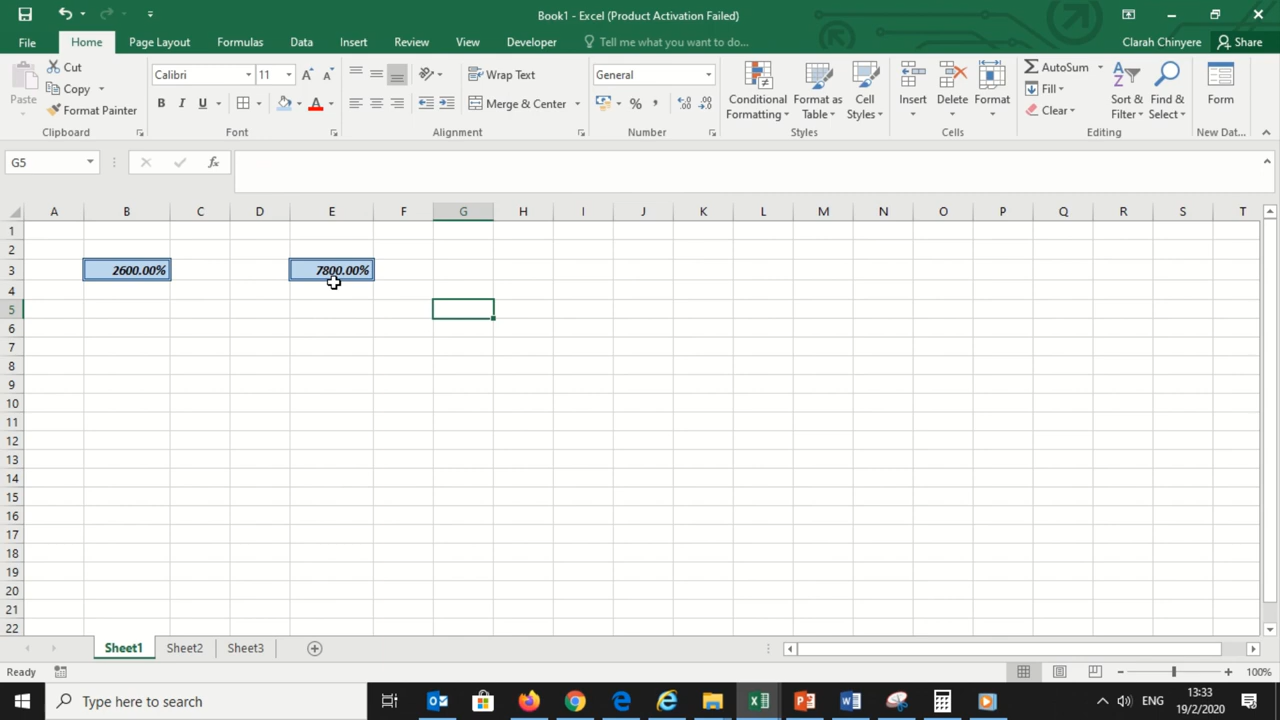 Book1 - Excel (Product Activation Failed)
File Home Page Layout Formulas Data Insert Review View Developer Tell me what you want to do... Clarah Chinyere Share
Paste
Cut
Copy
Format Painter
Clipboard
Calibri 11
A A
B I U A
Font
Wrap Text
Merge & Center
Alignment
General
% ,
Number
Conditional Formatting
Format as Table
Cell Styles
Styles
Insert Delete Format
Cells
AutoSum
Fill
Clear
Sort & Filter
Find & Select
Editing
Form
New Dat...
G5 fx
A B C D E F G H I J K L M N O P Q R S T
1
2
3 2600.00% 7800.00%
4
5
6
7
8
9
10
11
12
13
14
15
16
17
18
19
20
21
22
Sheet1 Sheet2 Sheet3
Ready 100%
Type here to search
ENG
13:33
19/2/2020